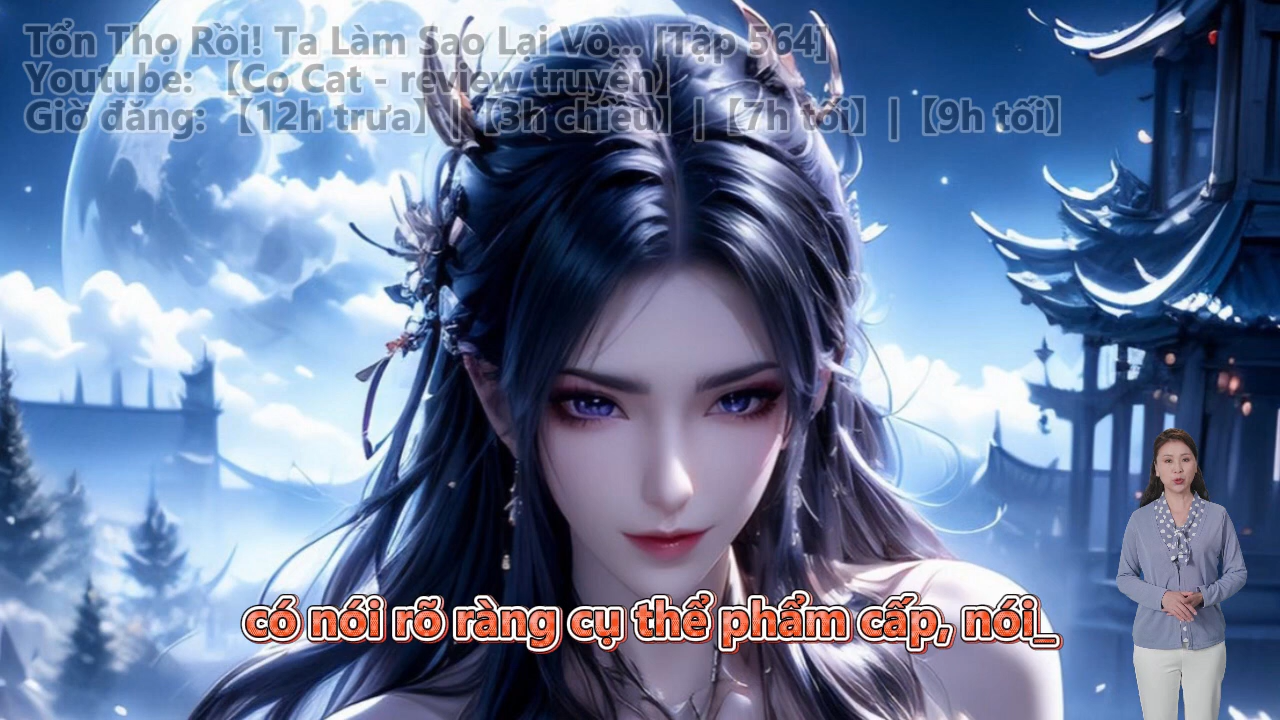 Tổn Thọ Rồi! Ta Làm Sao Lại Vô... [Tập 564]
Youtube: 【Cơ Cat - review truyện】
Giờ đăng: 【12h trưa】 | 【3h chiều】 | 【7h tối】 | 【9h tối】
có nói rõ ràng cụ thể phẩm cấp, nói_